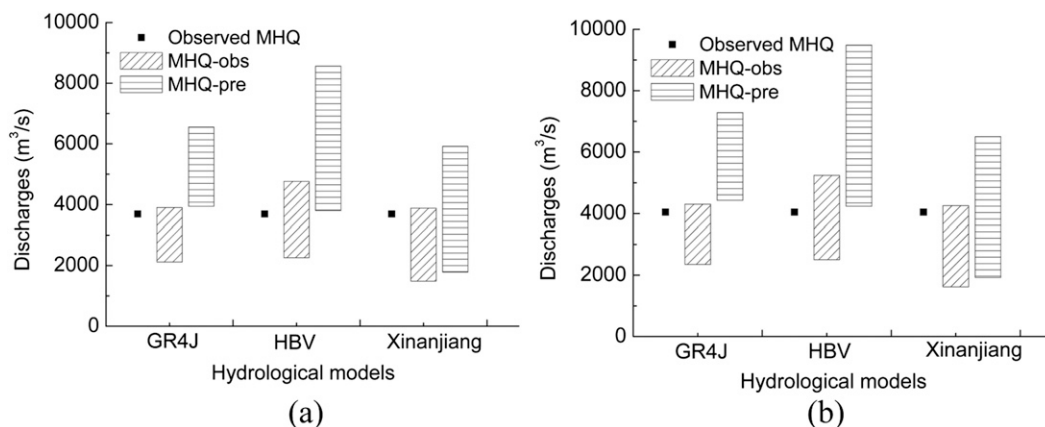 10000
8000
6000
4000
2000
0
Discharges (m³/s)
Observed MHQ
MHQ-obs
MHQ-pre
GR4J HBV Xinanjiang
Hydrological models
(a)
10000
8000
6000
4000
2000
0
Discharges (m³/s)
Observed MHQ
MHQ-obs
MHQ-pre
GR4J HBV Xinanjiang
Hydrological models
(b)